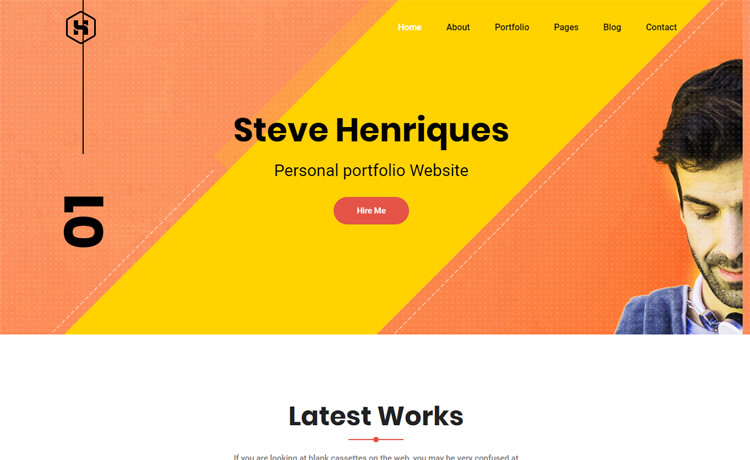 Home About Portfolio Pages Blog Contact
Steve Henriques
Personal portfolio Website
Hire Me
01
Latest Works
If you are looking at blank cassettes on the web, you may be very confused at